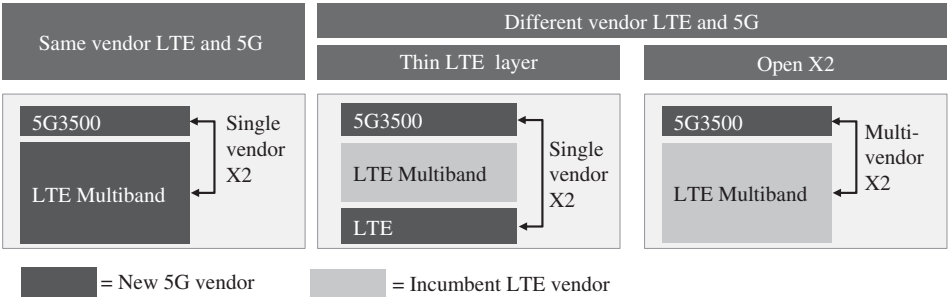 Same vendor LTE and 5G
Different vendor LTE and 5G
Thin LTE layer
Open X2
5G3500
LTE Multiband
Single
vendor
X2
5G3500
LTE Multiband
LTE
Single
vendor
X2
5G3500
LTE Multiband
Multi-
vendor
X2
= New 5G vendor
= Incumbent LTE vendor